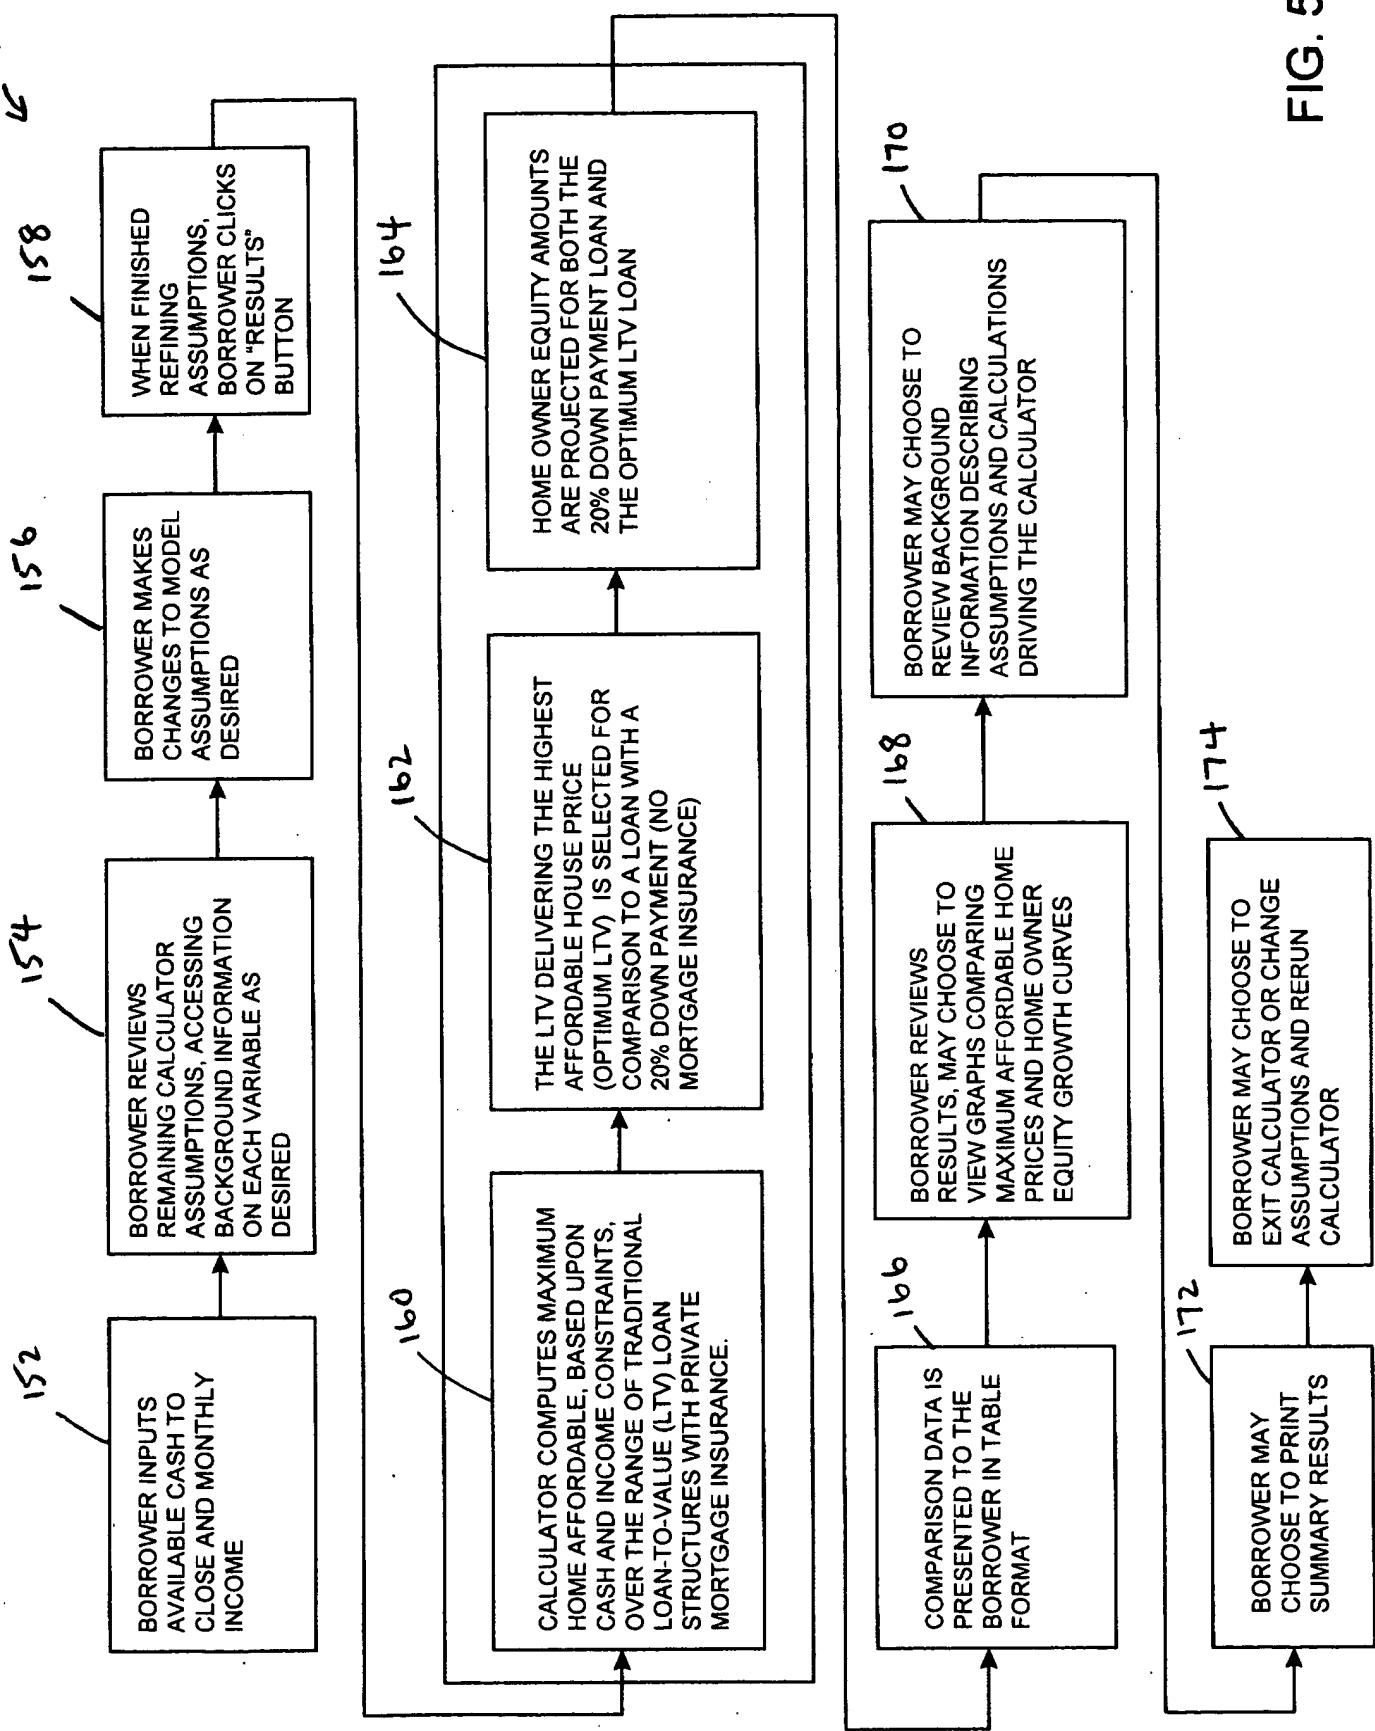 152
BORROWER INPUTS
AVAILABLE CASH TO
CLOSE AND MONTHLY
INCOME
154
BORROWER REVIEWS
REMAINING CALCULATOR
ASSUMPTIONS, ACCESSING
BACKGROUND INFORMATION
ON EACH VARIABLE AS
DESIRED
156
BORROWER MAKES
CHANGES TO MODEL
ASSUMPTIONS AS
DESIRED
158
WHEN FINISHED
REFINING
ASSUMPTIONS,
BORROWER CLICKS
ON "RESULTS"
BUTTON
160
CALCULATOR COMPUTES MAXIMUM
HOME AFFORDABLE, BASED UPON
CASH AND INCOME CONSTRAINTS,
OVER THE RANGE OF TRADITIONAL
LOAN-TO-VALUE (LTV) LOAN
STRUCTURES WITH PRIVATE
MORTGAGE INSURANCE.
162
THE LTV DELIVERING THE HIGHEST
AFFORDABLE HOUSE PRICE
(OPTIMUM LTV) IS SELECTED FOR
COMPARISON TO A LOAN WITH A
20% DOWN PAYMENT (NO
MORTGAGE INSURANCE)
164
HOME OWNER EQUITY AMOUNTS
ARE PROJECTED FOR BOTH THE
20% DOWN PAYMENT LOAN AND
THE OPTIMUM LTV LOAN
166
COMPARISON DATA IS
PRESENTED TO THE
BORROWER IN TABLE
FORMAT
168
BORROWER REVIEWS
RESULTS, MAY CHOOSE TO
VIEW GRAPHS COMPARING
MAXIMUM AFFORDABLE HOME
PRICES AND HOME OWNER
EQUITY GROWTH CURVES
170
BORROWER MAY CHOOSE TO
REVIEW BACKGROUND
INFORMATION DESCRIBING
ASSUMPTIONS AND CALCULATIONS
DRIVING THE CALCULATOR
172
BORROWER MAY
CHOOSE TO PRINT
SUMMARY RESULTS
174
BORROWER MAY CHOOSE TO
EXIT CALCULATOR OR CHANGE
ASSUMPTIONS AND RERUN
CALCULATOR
FIG. 5